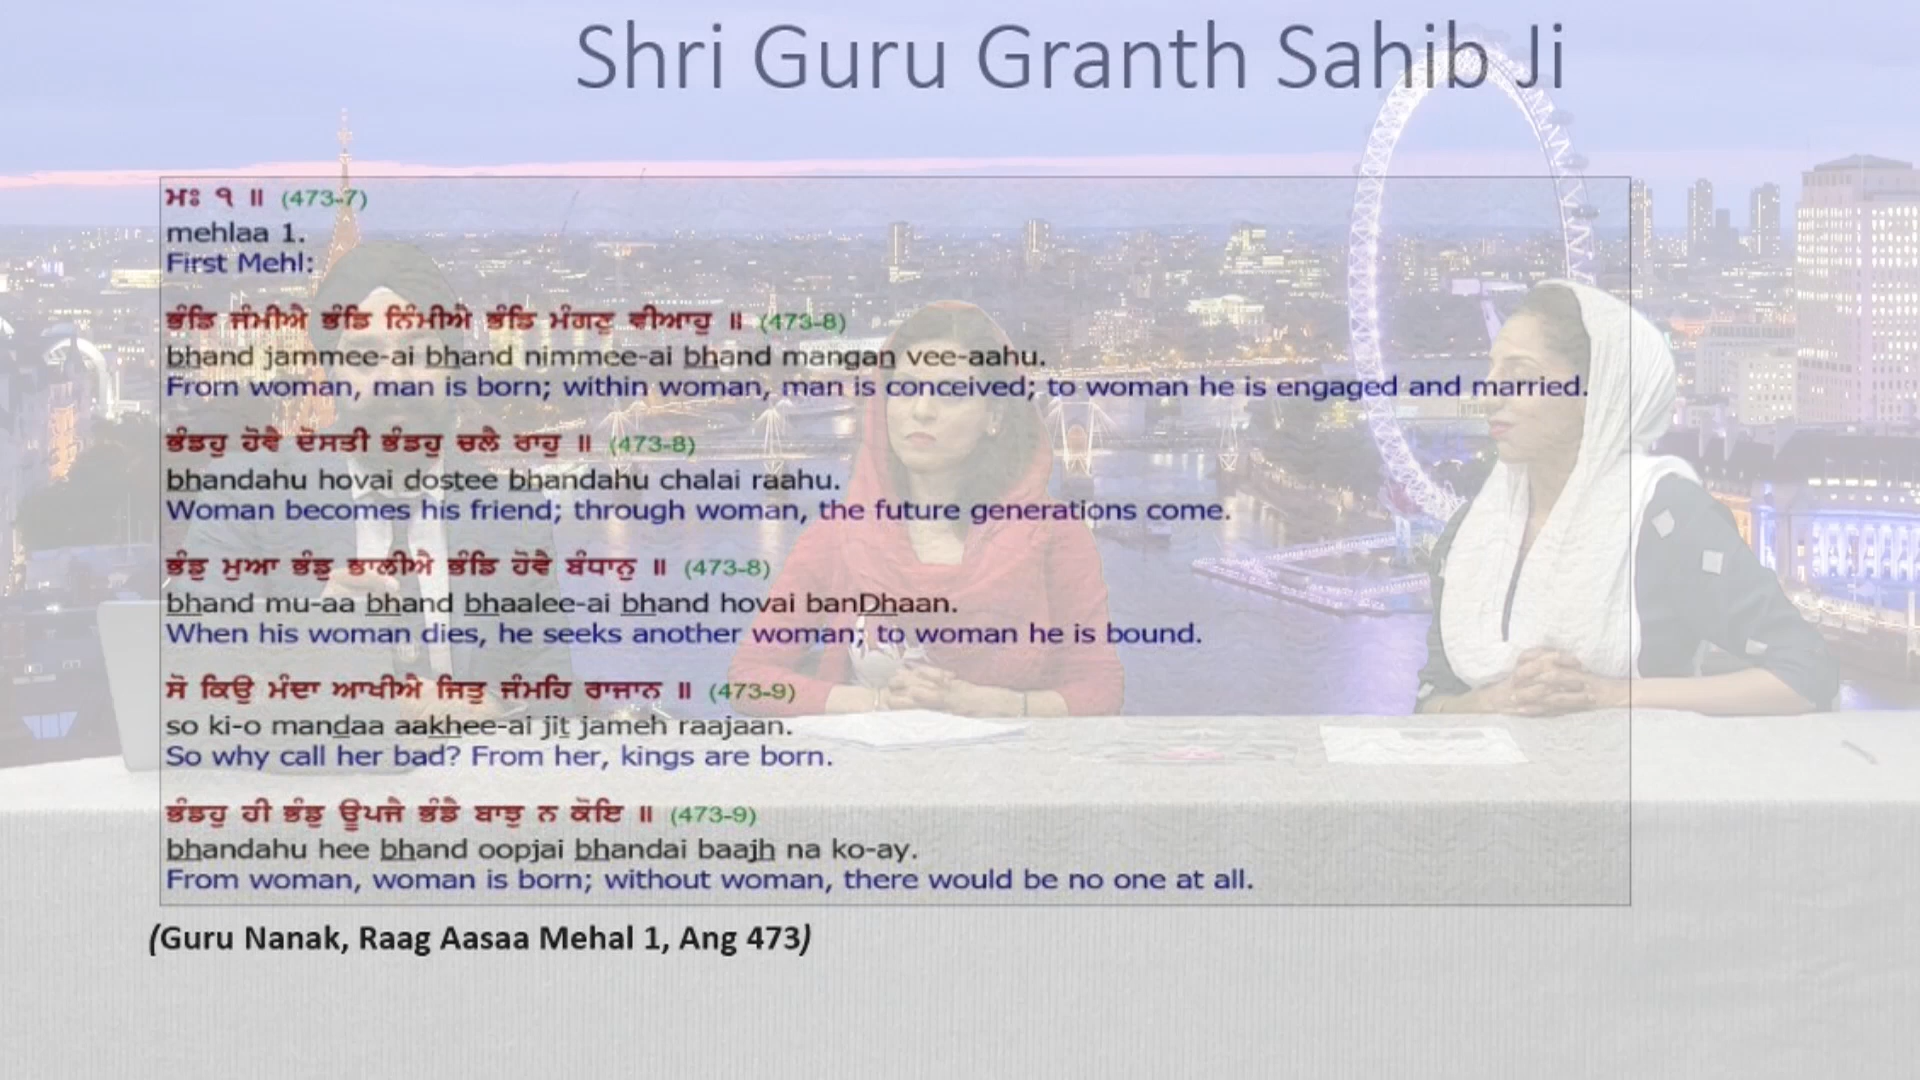 Shri Guru Granth Sahib Ji
ਮਃ ੧ ॥ (473-7)
mehlaa 1.
First Mehl:
ਭੰਡਿ ਜੰਮੀਐ ਭੰਡਿ ਨਿੰਮੀਐ ਭੰਡਿ ਮੰਗਣੁ ਵੀਆਹੁ ॥ (473-8)
bhand jammee-ai bhand nimmee-ai bhand mangan vee-aahu.
From woman, man is born; within woman, man is conceived; to woman he is engaged and married.
ਭੰਡਹੁ ਹੋਵੈ ਦੋਸਤੀ ਭੰਡਹੁ ਚਲੈ ਰਾਹੁ ॥ (473-8)
bhandahu hovai dostee bhandahu chalai raahu.
Woman becomes his friend; through woman, the future generations come.
ਭੰਡੁ ਮੁਆ ਭੰਡੁ ਭਾਲੀਐ ਭੰਡਿ ਹੋਵੈ ਬੰਧਾਨੁ ॥ (473-8)
bhand mu-aa bhand bhaalee-ai bhand hovai banDhaan.
When his woman dies, he seeks another woman; to woman he is bound.
ਸੋ ਕਿਉ ਮੰਦਾ ਆਖੀਐ ਜਿਤੁ ਜੰਮਹਿ ਰਾਜਾਨ ॥ (473-9)
so ki-o mandaa aakhee-ai jit jameh raajaan.
So why call her bad? From her, kings are born.
ਭੰਡਹੁ ਹੀ ਭੰਡੁ ਊਪਜੈ ਭੰਡੈ ਬਾਝੁ ਨ ਕੋਇ ॥ (473-9)
bhandahu hee bhand oopjai bhandai baajh na ko-ay.
From woman, woman is born; without woman, there would be no one at all.
(Guru Nanak, Raag Aasaa Mehal 1, Ang 473)